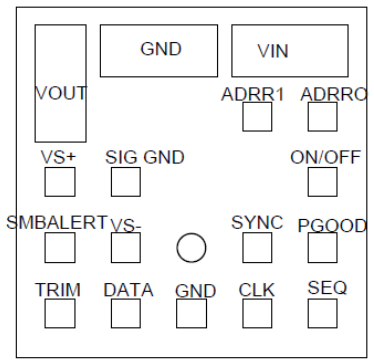 GND VIN
VOUT
ADRR1 ADRRO
VS+ SIG GND ON/OFF
SMBALERT VS- SYNC PGOOD
TRIM DATA GND CLK SEQ